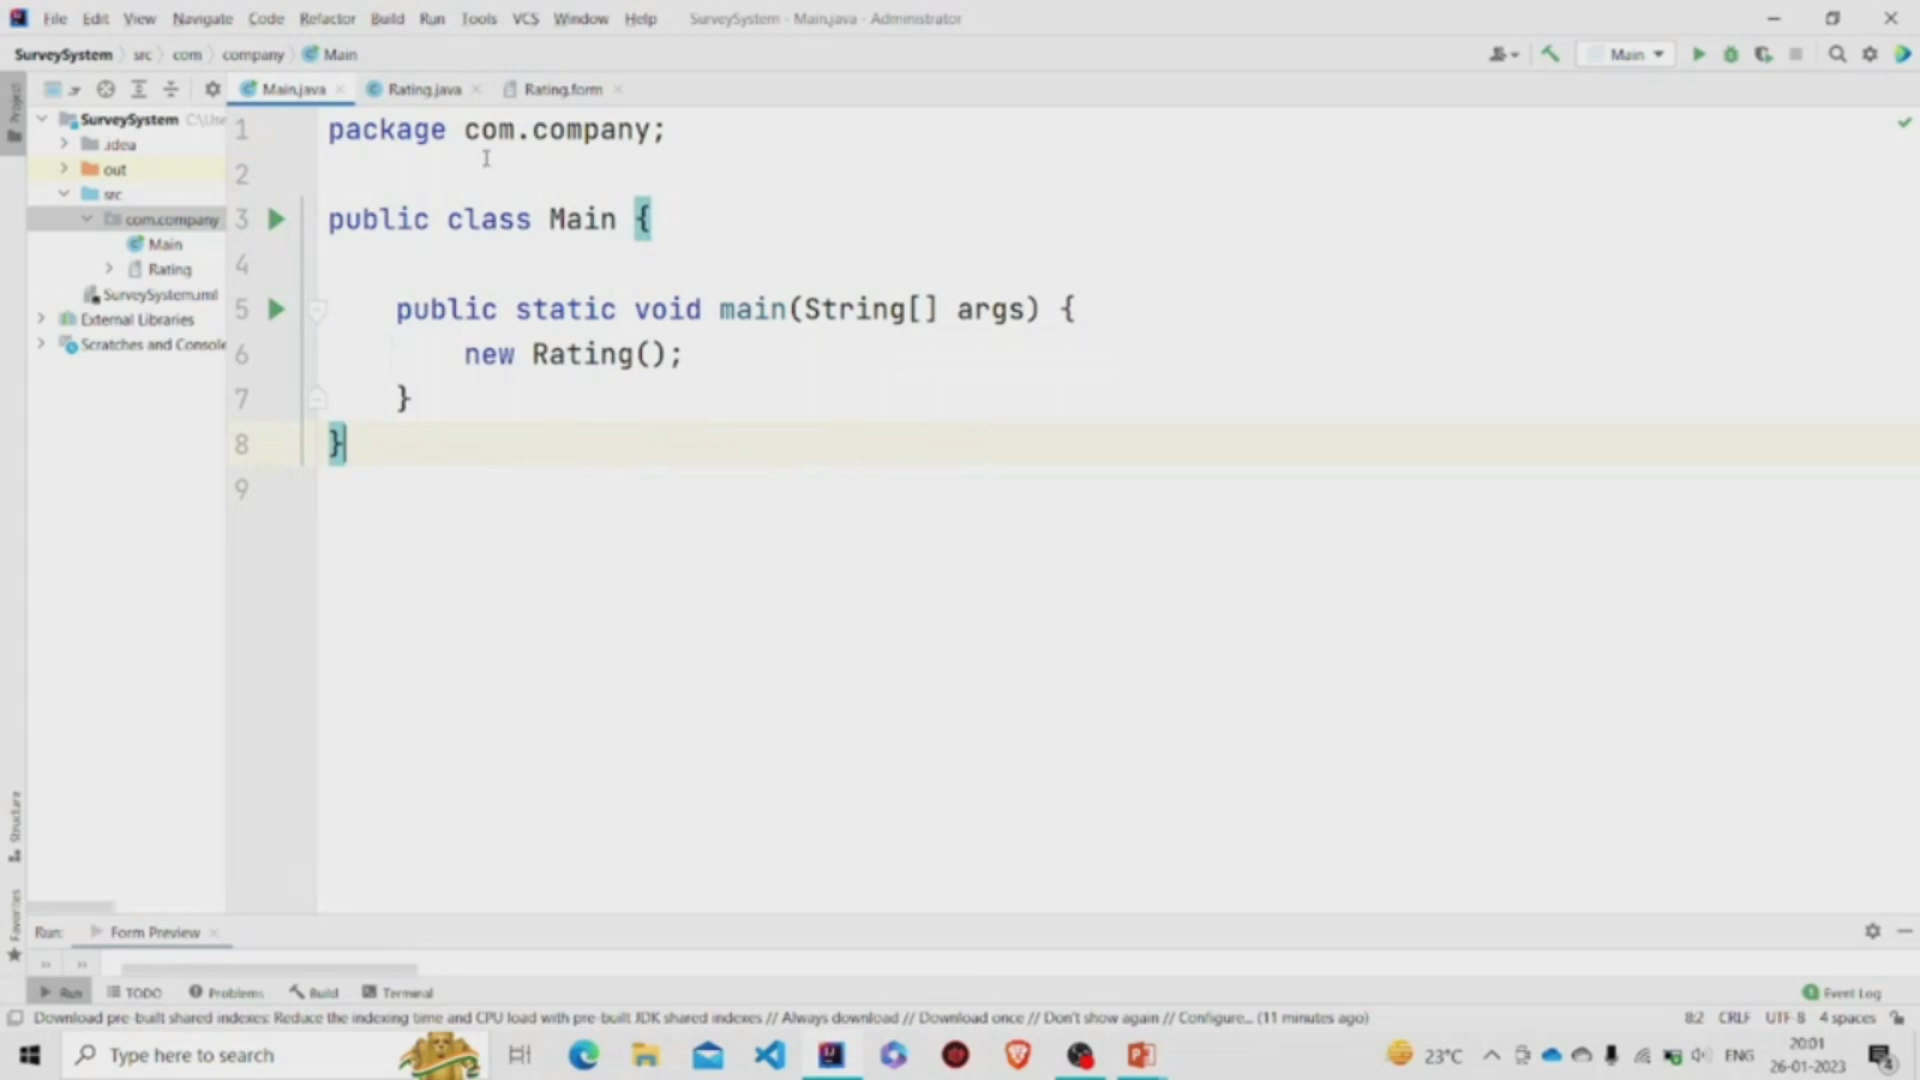 File Edit View Navigate Code Refactor Build Run Tools VCS Window Help SurveySystem - Main.java - Administrator
SurveySystem src com company Main
Main
Project
Main.java Rating.java Rating.form
SurveySystem C:\Use
.idea
out
src
com.company
Main
Rating
SurveySystem.iml
External Libraries
Scratches and Console
1 package com.company;
2
3 public class Main {
4
5 public static void main(String[] args) {
6 new Rating();
7 }
8 }
9
Structure
Favorites
Run: Form Preview
Run TODO Problems Build Terminal
Event Log
Download pre-built shared indexes: Reduce the indexing time and CPU load with pre-built JDK shared indexes // Always download // Download once // Don't show again // Configure... (11 minutes ago)
8:2 CRLF UTF-8 4 spaces
Type here to search
23°C ENG 20:01
26-01-2023
4